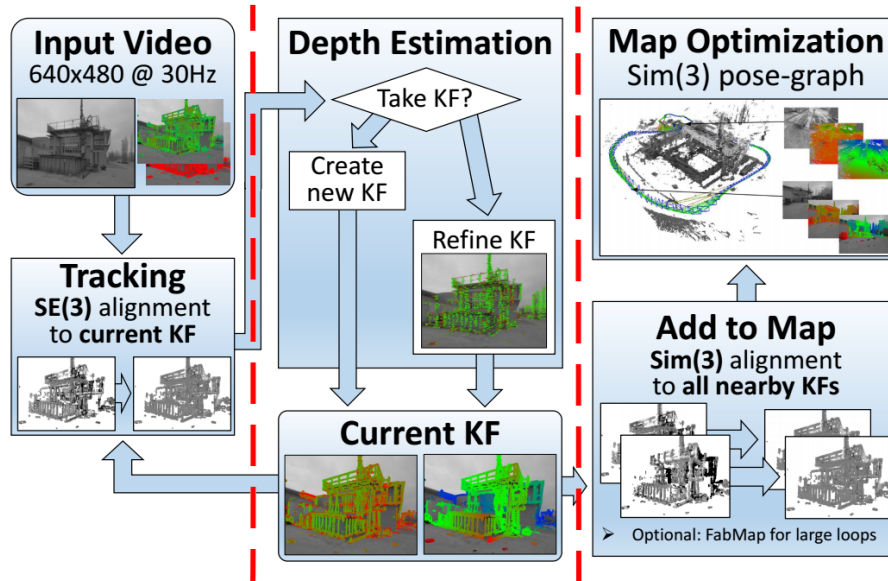 Input Video
640x480 @ 30Hz
Tracking
SE(3) alignment
to current KF
Depth Estimation
Take KF?
Create
new KF
Refine KF
Current KF
Map Optimization
Sim(3) pose-graph
Add to Map
Sim(3) alignment
to all nearby KFs
➢ Optional: FabMap for large loops